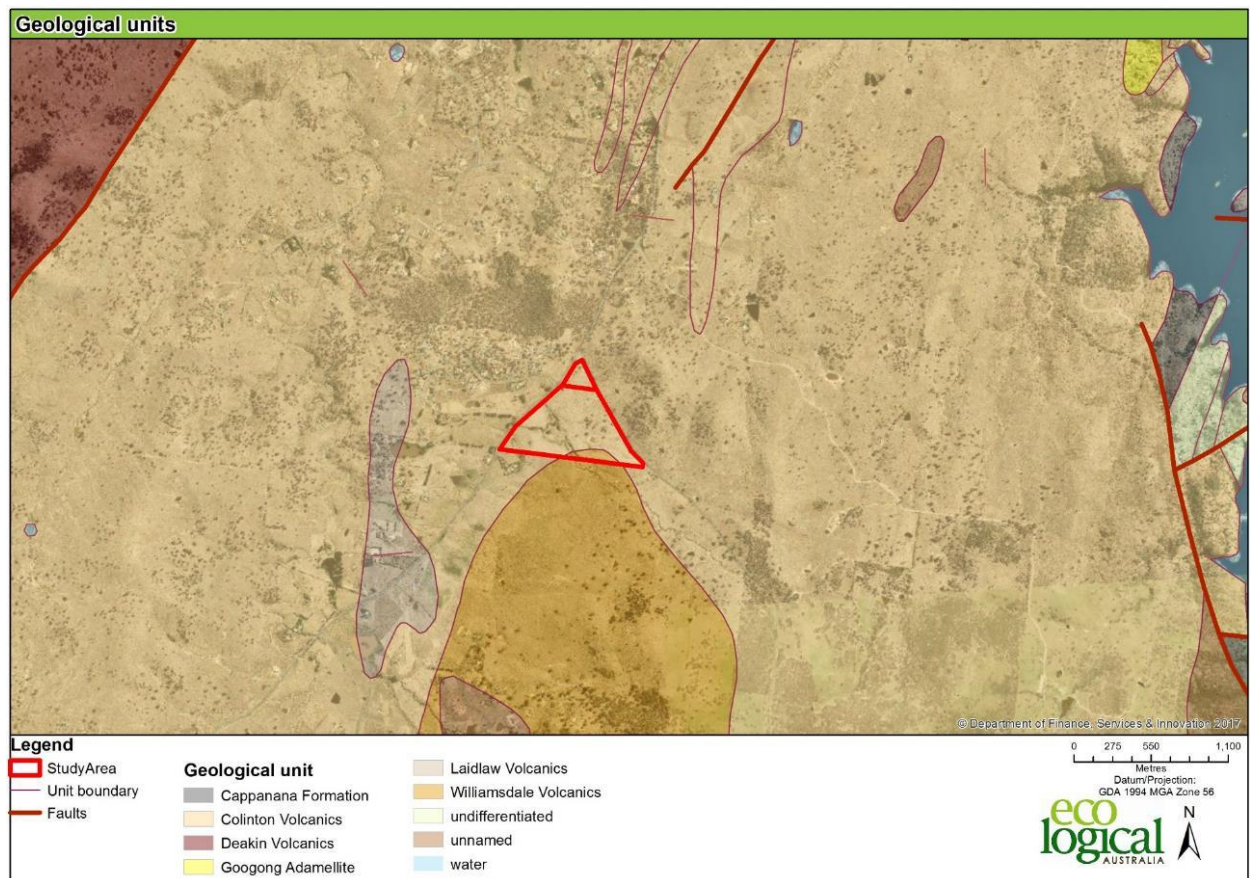 Geological units
© Department of Finance, Services & Innovation 2017
Legend
StudyArea
Unit boundary
Faults
Geological unit
Cappanana Formation
Colinton Volcanics
Deakin Volcanics
Googong Adamellite
Laidlaw Volcanics
Williamsdale Volcanics
undifferentiated
unnamed
water
0 275 550 1,100
Metres
Datum/Projection:
GDA 1994 MGA Zone 56
eco
logical
AUSTRALIA
N